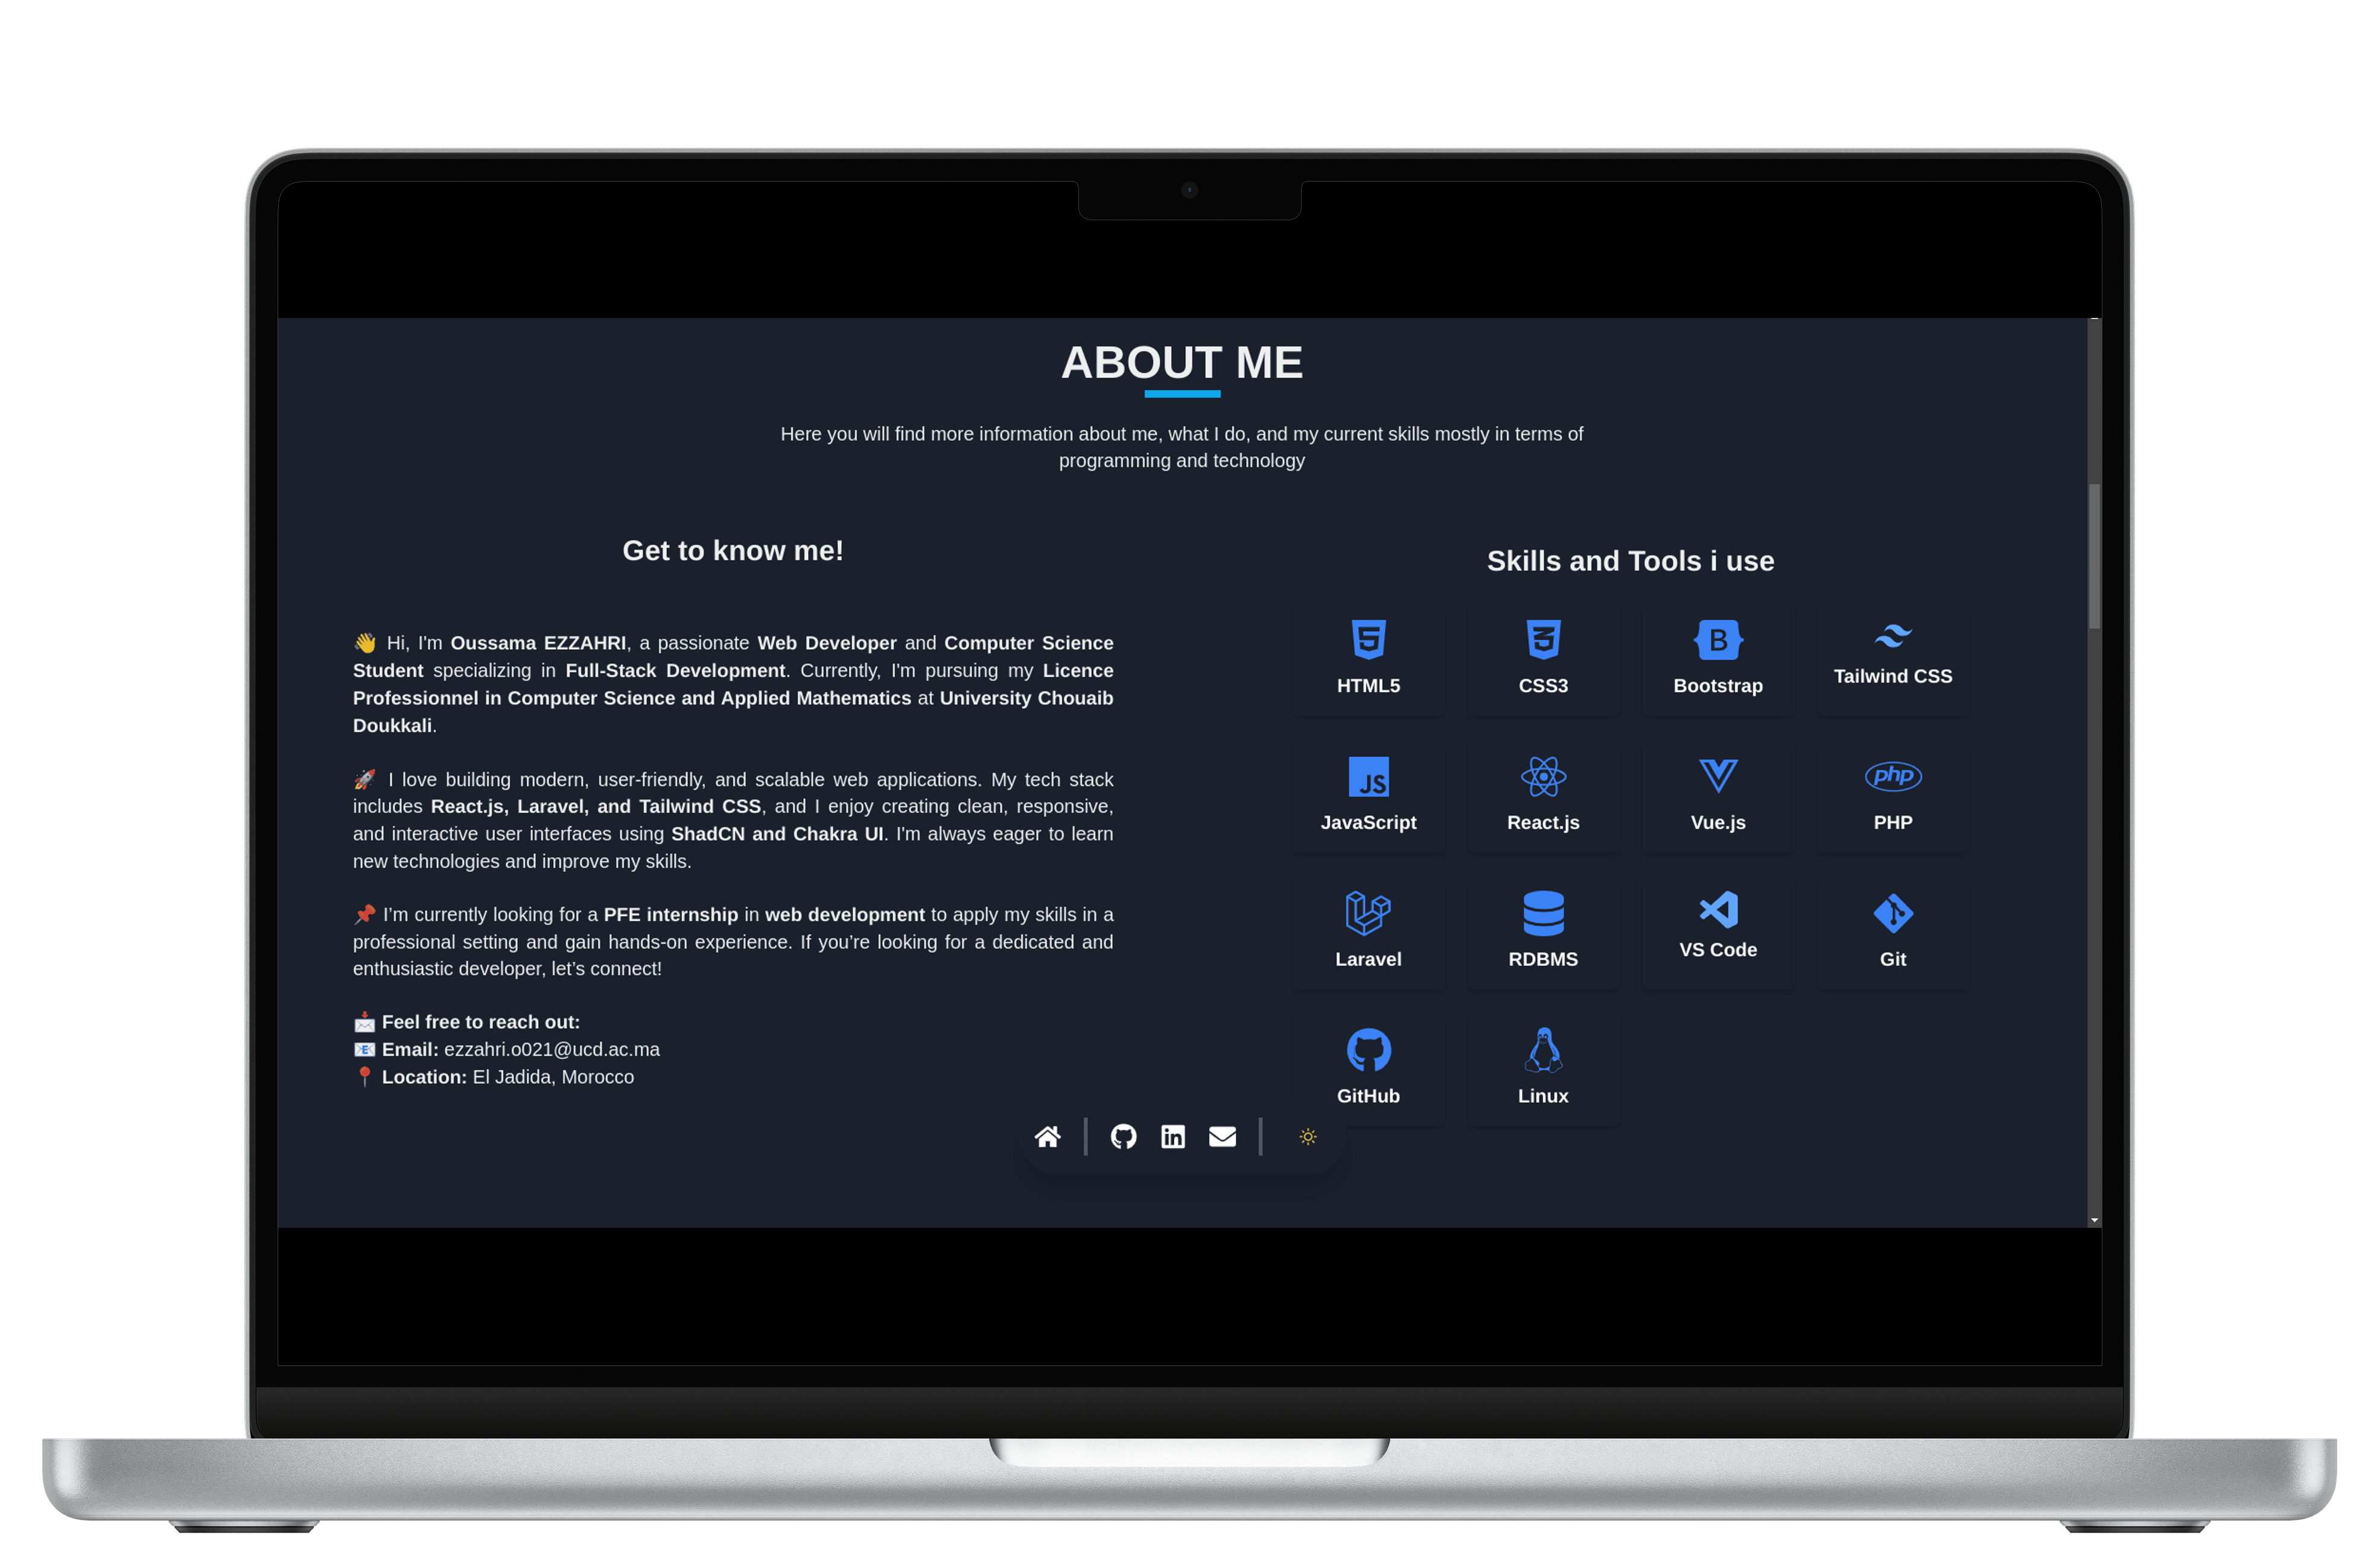 ABOUT ME
Here you will find more information about me, what I do, and my current skills mostly in terms of
programming and technology
Get to know me!
👋 Hi, I'm Oussama EZZAHRI, a passionate Web Developer and Computer Science
Student specializing in Full-Stack Development. Currently, I'm pursuing my Licence
Professionnel in Computer Science and Applied Mathematics at University Chouaib
Doukkali.
🚀 I love building modern, user-friendly, and scalable web applications. My tech stack
includes React.js, Laravel, and Tailwind CSS, and I enjoy creating clean, responsive,
and interactive user interfaces using ShadCN and Chakra UI. I'm always eager to learn
new technologies and improve my skills.
📌 I’m currently looking for a PFE internship in web development to apply my skills in a
professional setting and gain hands-on experience. If you’re looking for a dedicated and
enthusiastic developer, let’s connect!
📩 Feel free to reach out:
📧 Email: ezzahri.o021@ucd.ac.ma
📍 Location: El Jadida, Morocco
Skills and Tools i use
HTML5 CSS3 Bootstrap Tailwind CSS
JS php
JavaScript React.js Vue.js PHP
Laravel RDBMS VS Code Git
GitHub Linux